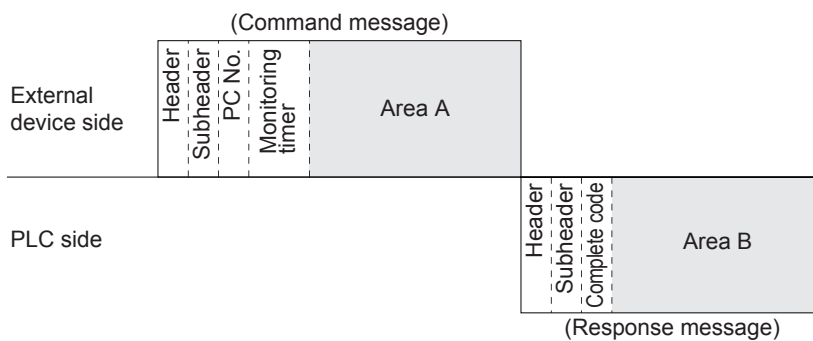 (Command message)
External
device side
Header
Subheader
PC No.
Monitoring
timer
Area A
PLC side
Header
Subheader
Complete code
Area B
(Response message)